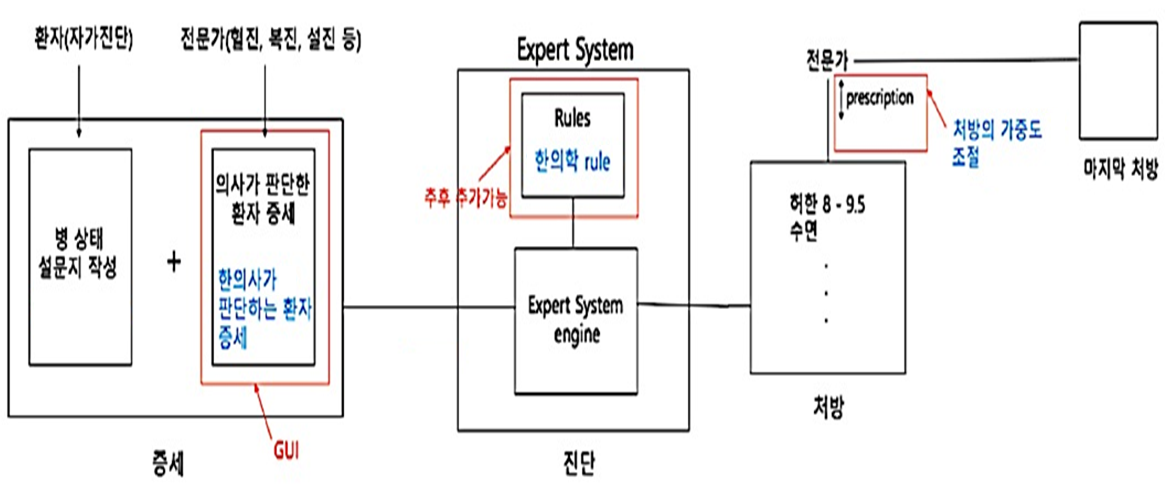 환자(자가진단)
전문가(혈진, 복진, 설진 등)
병 상태
설문지 작성
+
의사가 판단한
환자 증세
한의사가
판단하는 환자
증세
GUI
증세
Expert System
Rules
한의학 rule
추후 추가가능
Expert System
engine
진단
전문가
prescription
처방의 가중도
조절
허한 8 - 9.5
수면
처방
마지막 처방